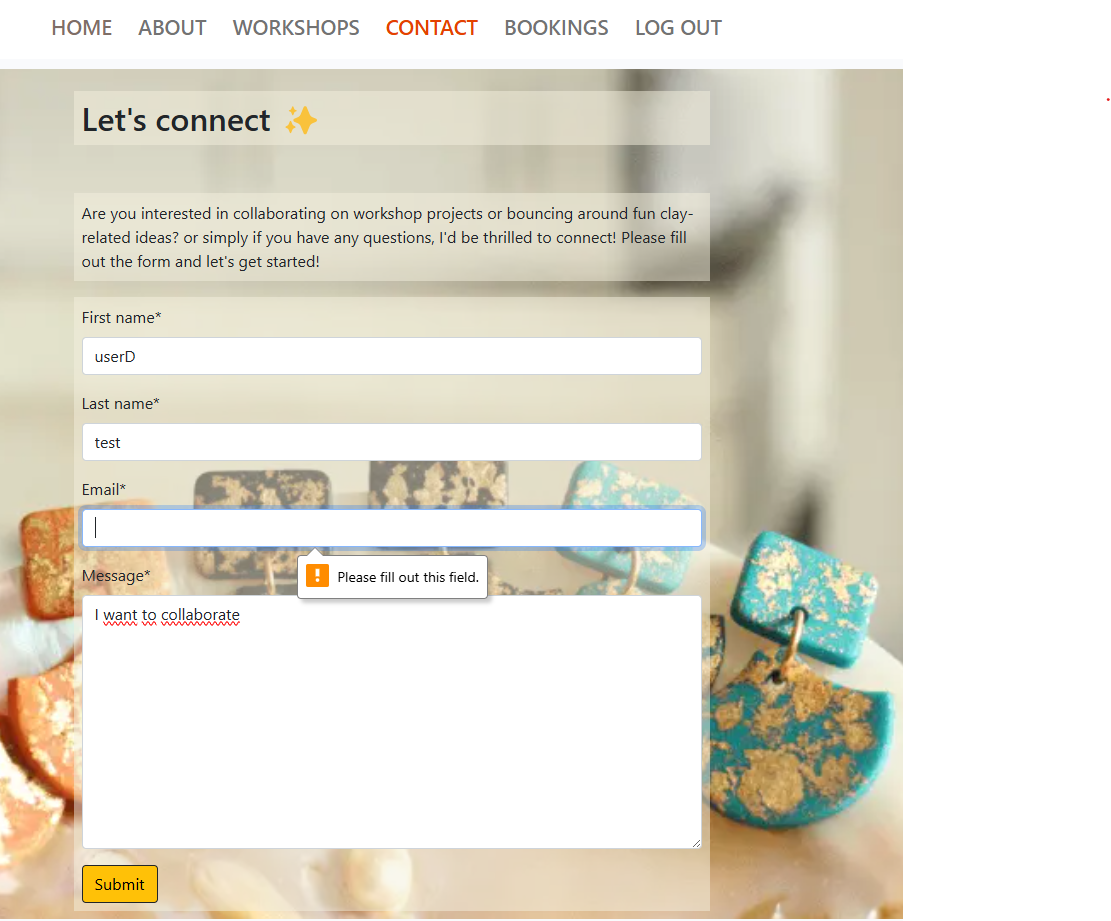 HOME ABOUT WORKSHOPS CONTACT BOOKINGS LOG OUT
Let's connect ✨
Are you interested in collaborating on workshop projects or bouncing around fun clay-
related ideas? or simply if you have any questions, I'd be thrilled to connect! Please fill
out the form and let's get started!
First name*
userD
Last name*
test
Email*
Please fill out this field.
Message*
I want to collaborate
Submit